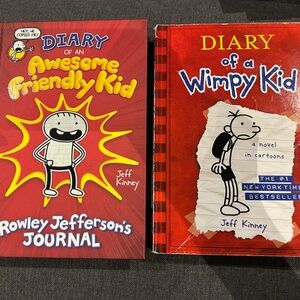 HEY, HE
COPIED ME!
DIARY
OF AN
Awesome
Friendly Kid
Jeff Kinney
Rowley Jefferson's
JOURNAL
DIARY
of a
Wimpy Kid
a novel
in cartoons
THE #1
NEW YORK TIMES
BESTSELLER
Jeff Kinney